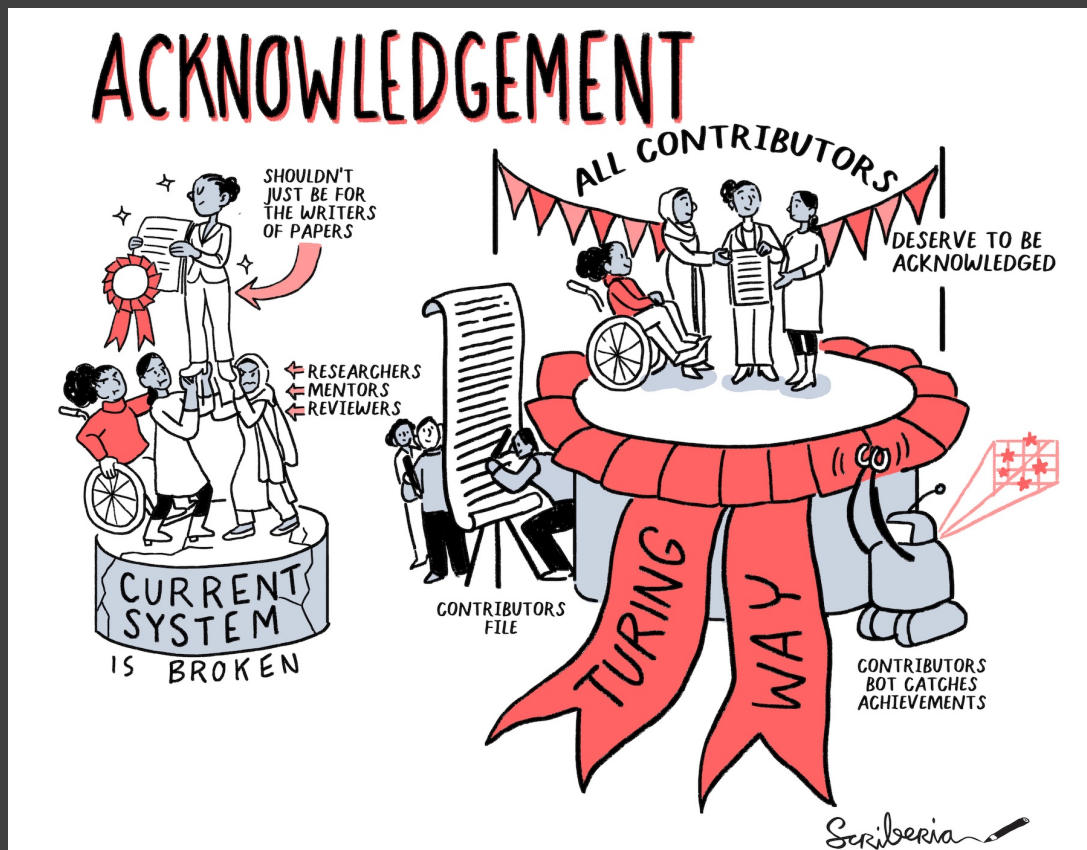 ACKNOWLEDGEMENT
SHOULDN'T
JUST BE FOR
THE WRITERS
OF PAPERS
RESEARCHERS
MENTORS
REVIEWERS
CURRENT
SYSTEM
IS BROKEN
ALL CONTRIBUTORS
DESERVE TO BE
ACKNOWLEDGED
CONTRIBUTORS
FILE
TURING
WAY
CONTRIBUTORS
BOT CATCHES
ACHIEVEMENTS
Scriberia